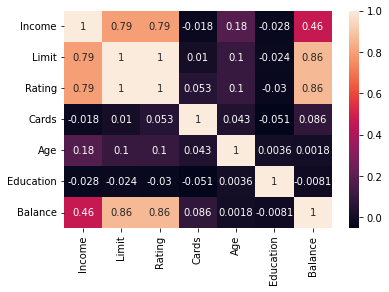 Income 1 0.79 0.79 -0.018 0.18 -0.028 0.46
Limit 0.79 1 1 0.01 0.1 -0.024 0.86
Rating 0.79 1 1 0.053 0.1 -0.03 0.86
Cards -0.018 0.01 0.053 1 0.043 -0.051 0.086
Age 0.18 0.1 0.1 0.043 1 0.0036 0.0018
Education -0.028 -0.024 -0.03 -0.051 0.0036 1 -0.0081
Balance 0.46 0.86 0.86 0.086 0.0018 -0.0081 1
Income Limit Rating Cards Age Education Balance
1.0
0.8
0.6
0.4
0.2
0.0